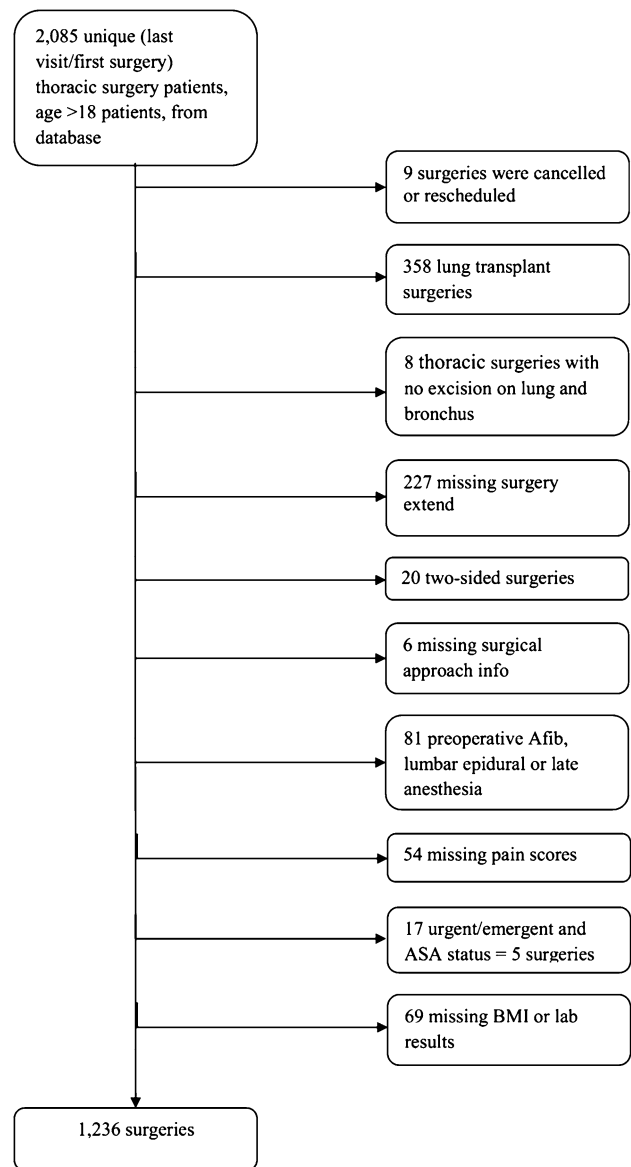 2,085 unique (last
visit/first surgery)
thoracic surgery patients,
age >18 patients, from
database
9 surgeries were cancelled
or rescheduled
358 lung transplant
surgeries
8 thoracic surgeries with
no excision on lung and
bronchus
227 missing surgery
extend
20 two-sided surgeries
6 missing surgical
approach info
81 preoperative Afib,
lumbar epidural or late
anesthesia
54 missing pain scores
17 urgent/emergent and
ASA status = 5 surgeries
69 missing BMI or lab
results
1,236 surgeries